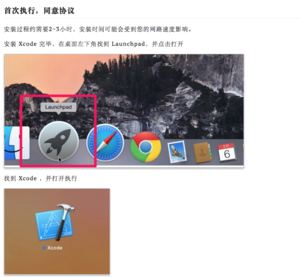 首次执行，同意协议
安装过程约需要2-3小时，安装时间可能会受到您的网路速度影响。
安装 Xcode 完毕，在桌面左下角找到 Launchpad，并点击打开
Launchpad
6
找到 Xcode ，并打开执行
Xcode